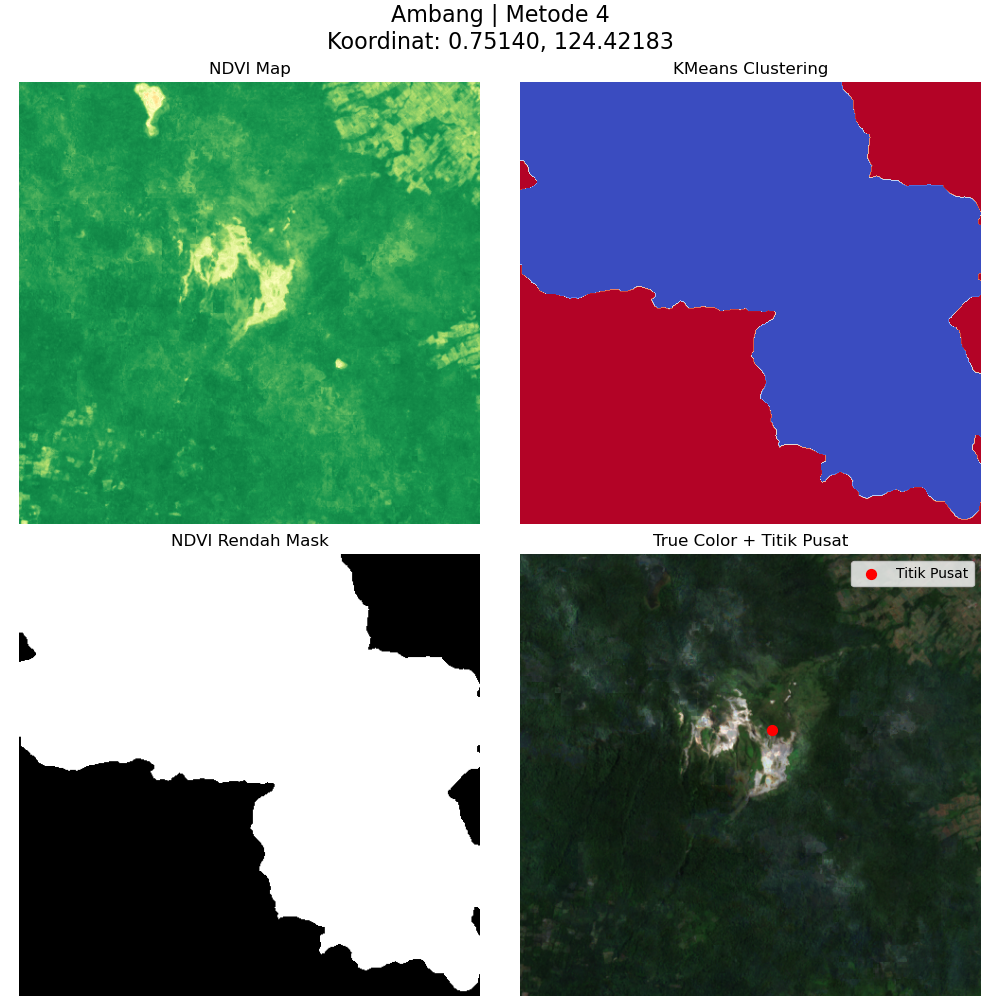 Ambang | Metode 4
Koordinat: 0.75140, 124.42183
NDVI Map
KMeans Clustering
NDVI Rendah Mask
True Color + Titik Pusat
Titik Pusat